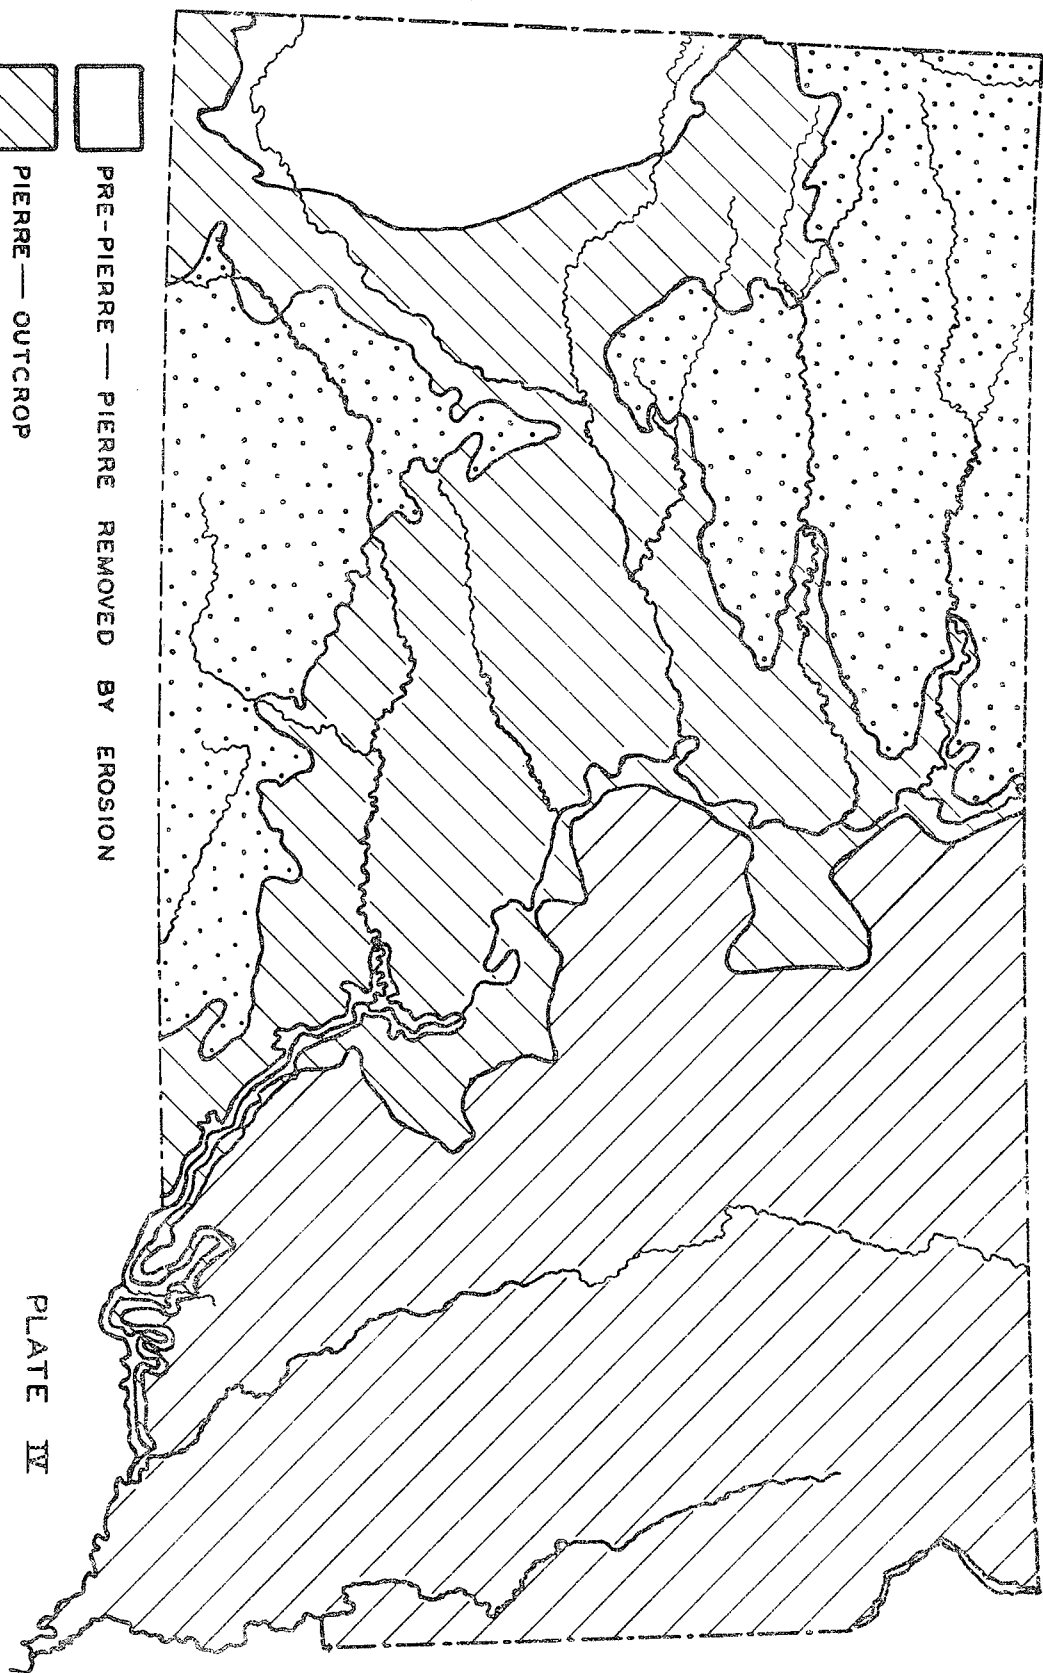 PRE-PIERRE — PIERRE REMOVED BY EROSION
PIERRE — OUTCROP
PLATE IV